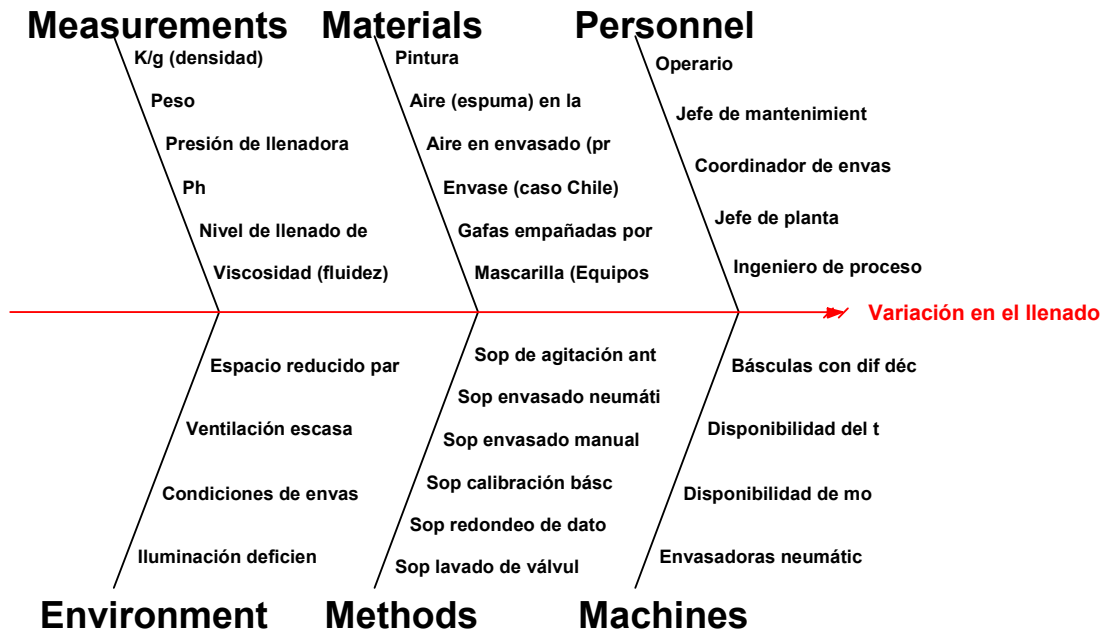 Measurements
Materials
Personnel
K/g (densidad)
Peso
Presión de llenadora
Ph
Nivel de llenado de
Viscosidad (fluidez)
Pintura
Aire (espuma) en la
Aire en envasado (pr
Envase (caso Chile)
Gafas empañadas por
Mascarilla (Equipos
Operario
Jefe de mantenimient
Coordinador de envas
Jefe de planta
Ingeniero de proceso
Variación en el llenado
Espacio reducido par
Ventilación escasa
Condiciones de envas
Iluminación deficien
Sop de agitación ant
Sop envasado neumáti
Sop envasado manual
Sop calibración básc
Sop redondeo de dato
Sop lavado de válvul
Básculas con dif déc
Disponibilidad del t
Disponibilidad de mo
Envasadoras neumátic
Environment
Methods
Machines